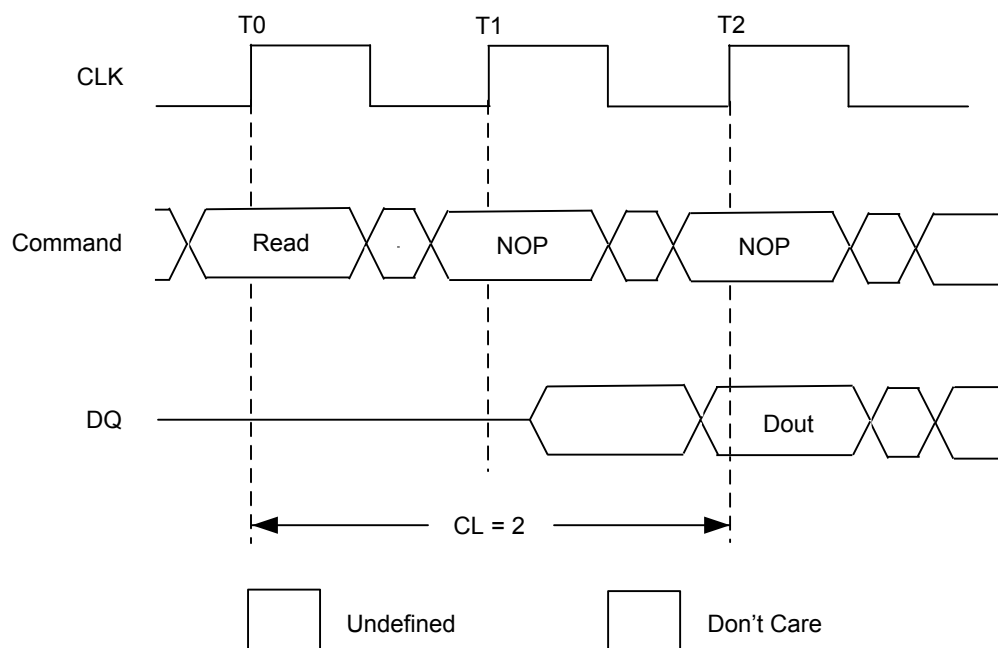 T0 T1 T2
CLK
Command Read NOP NOP
DQ Dout
CL = 2
Undefined Don't Care